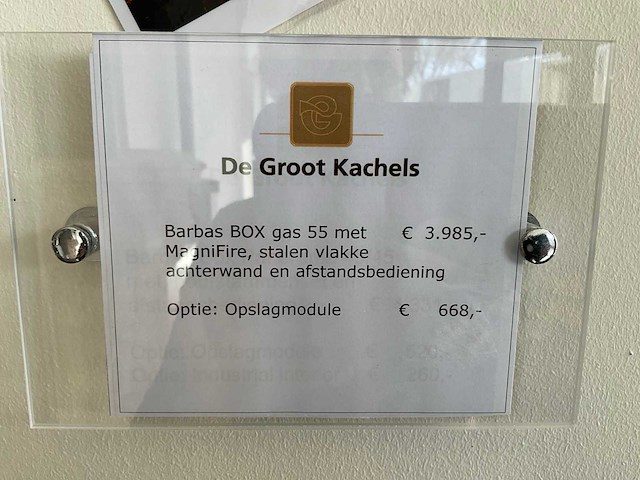 De Groot Kachels
Barbas BOX gas 55 met € 3.985,-
MagniFire, stalen vlakke
achterwand en afstandsbediening
Optie: Opslagmodule € 668,-